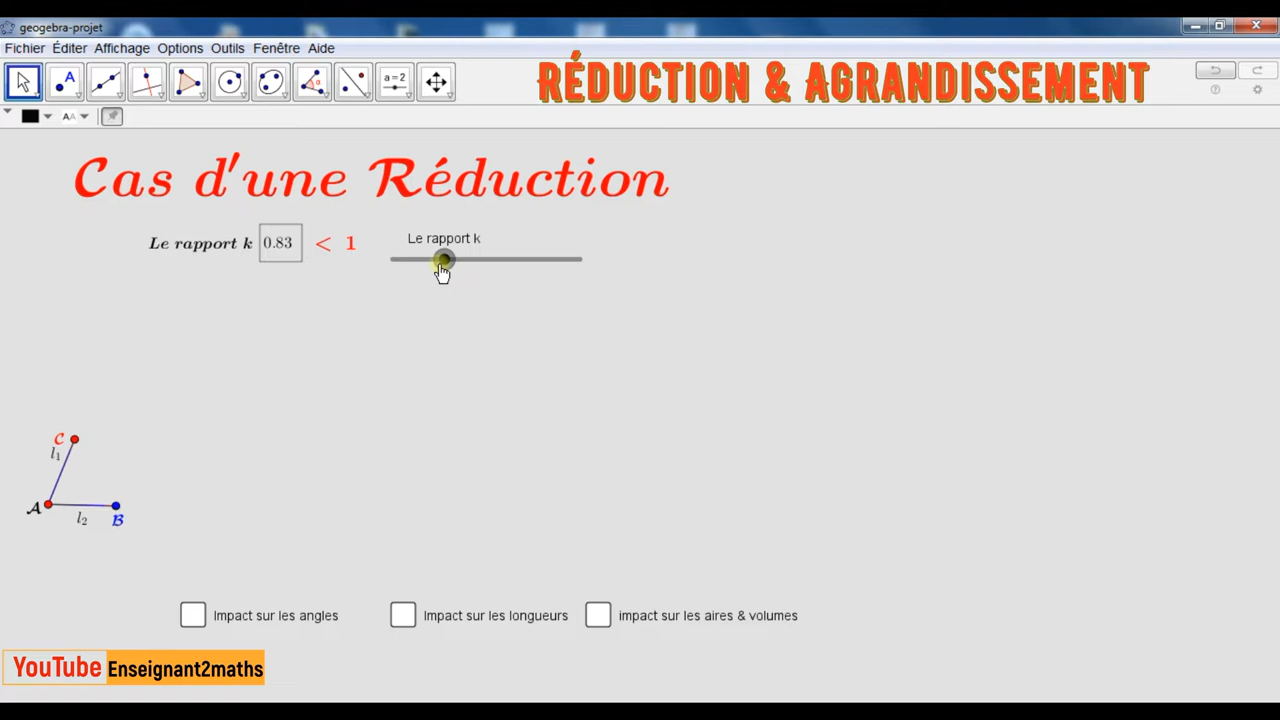 geogebra-projet
Fichier Éditer Affichage Options Outils Fenêtre Aide
A
α
a=2
RÉDUCTION & AGRANDISSEMENT
AA
Cas d'une Réduction
Le rapport k 0.83 < 1
Le rapport k
C
l₁
A
l₂
B
Impact sur les angles
Impact sur les longueurs
impact sur les aires & volumes
YouTube Enseignant2maths